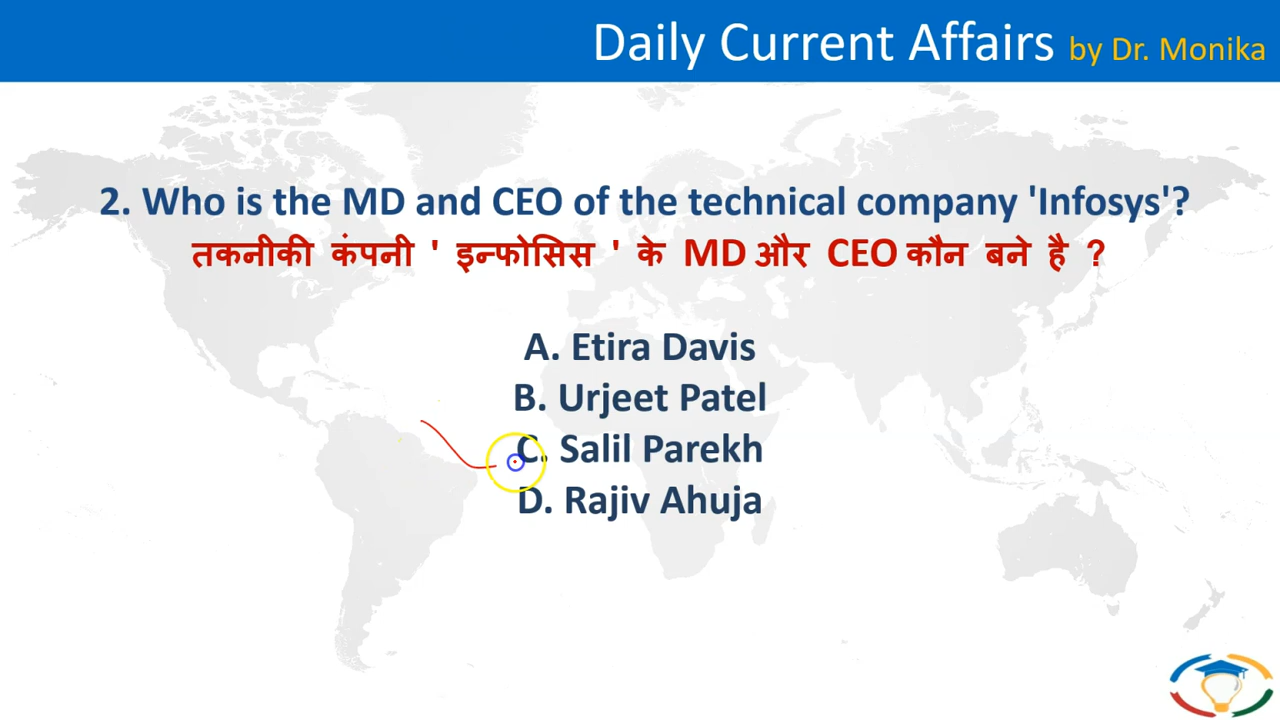 Daily Current Affairs by Dr. Monika
2. Who is the MD and CEO of the technical company 'Infosys'?
तकनीकी कंपनी ' इन्फोसिस ' के MD और CEO कौन बने है ?
A. Etira Davis
B. Urjeet Patel
C. Salil Parekh
D. Rajiv Ahuja